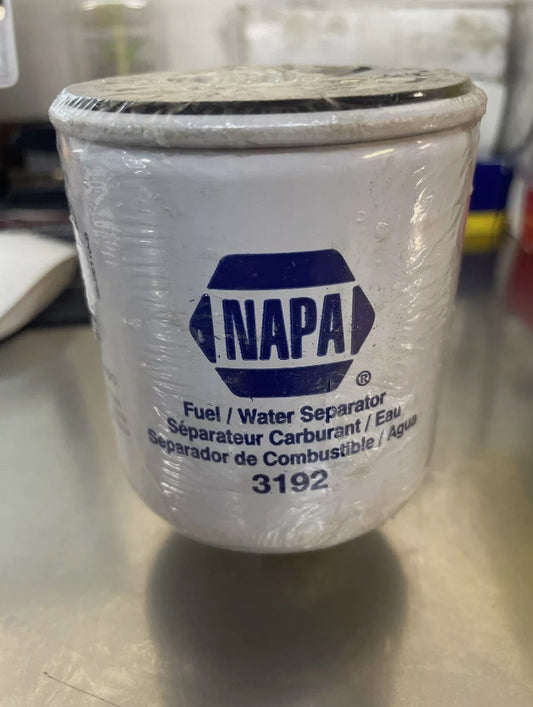 NAPA
®
Fuel / Water Separator
Séparateur Carburant / Eau
Separador de Combustible / Agua
3192